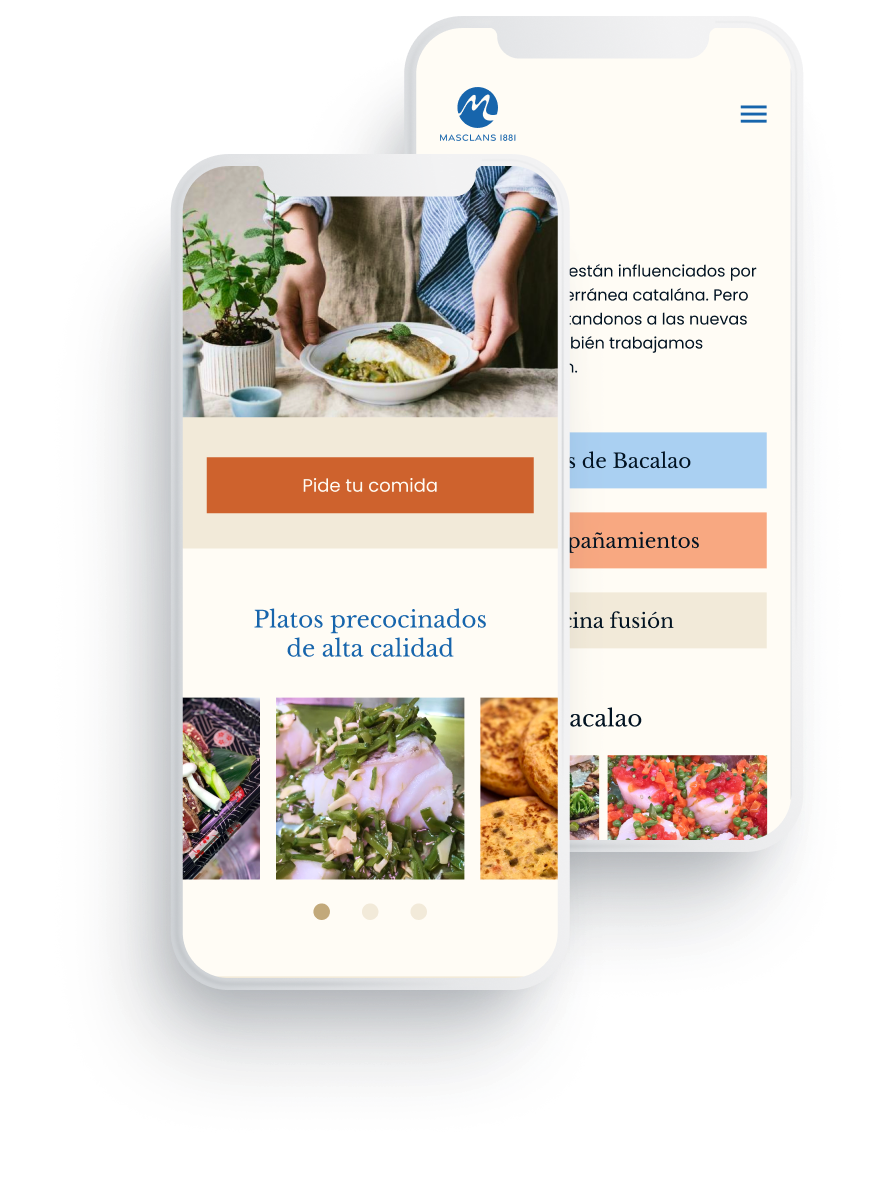 MASCLANS 1881
están influenciados por
erránea catalána. Pero
tandonos a las nuevas
bién trabajamos
n.
s de Bacalao
pañamientos
cina fusión
acalao
Pide tu comida
Platos precocinados
de alta calidad